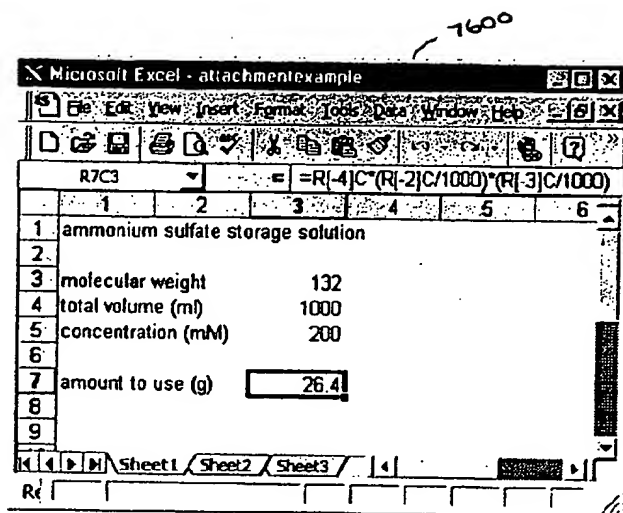 7600
Microsoft Excel - attachmentexample
File Edit View Insert Format Tools Data Window Help
R7C3 = =R[-4]C*(R[-2]C/1000)*(R[-3]C/1000)
1 2 3 4 5 6
1 ammonium sulfate storage solution
2
3 molecular weight 132
4 total volume (ml) 1000
5 concentration (mM) 200
6
7 amount to use (g) 26.4
8
9
Sheet1 Sheet2 Sheet3